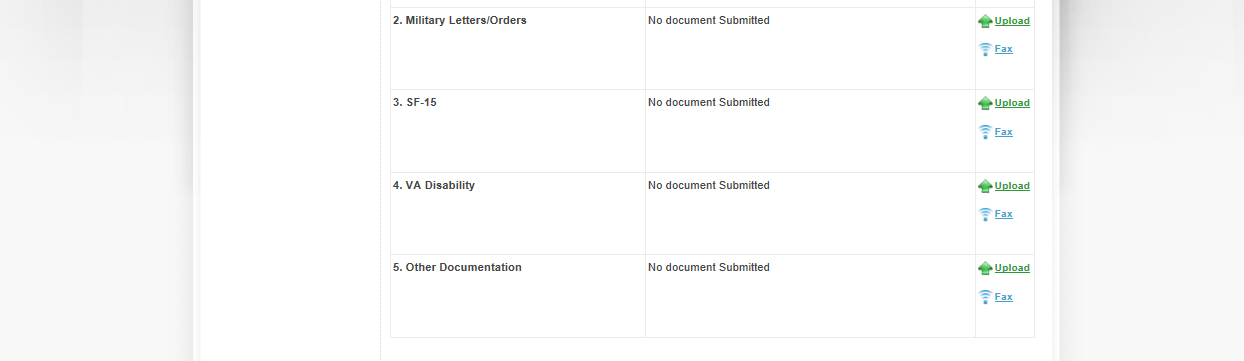 2. Military Letters/Orders No document Submitted Upload
Fax
3. SF-15 No document Submitted Upload
Fax
4. VA Disability No document Submitted Upload
Fax
5. Other Documentation No document Submitted Upload
Fax